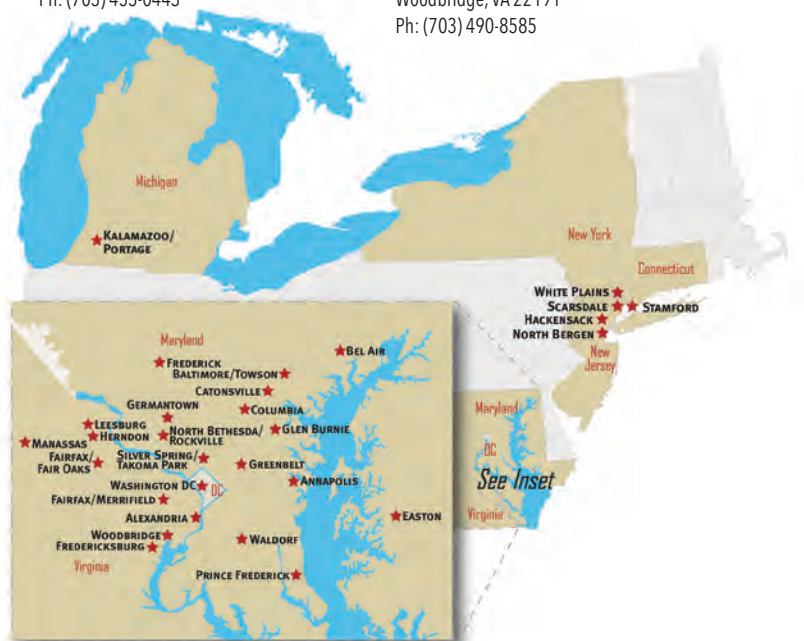 Woodbridge, VA 22191
Ph: (703) 490-8585
Michigan
KALAMAZOO/
PORTAGE
New York
Connecticut
WHITE PLAINS
SCARSDALE
STAMFORD
HACKENSACK
NORTH BERGEN
New
Jersey
Maryland
DC
See Inset
Virginia
Maryland
BEL AIR
FREDERICK
BALTIMORE/TOWSON
CATONSVILLE
GERMANTOWN
COLUMBIA
LEESBURG
HERNDON
NORTH BETHESDA/
ROCKVILLE
GLEN BURNIE
MANASSAS
FAIRFAX/
FAIR OAKS
SILVER SPRING/
TAKOMA PARK
GREENBELT
WASHINGTON DC
DC
ANNAPOLIS
FAIRFAX/MERRIFIELD
ALEXANDRIA
EASTON
WOODBRIDGE
WALDORF
FREDERICKSBURG
Virginia
PRINCE FREDERICK